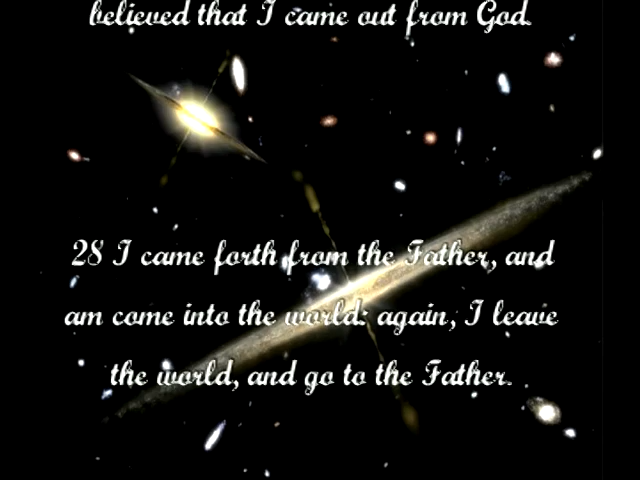 believed that I came out from God.
28 I came forth from the Father, and
am come into the world: again, I leave
the world, and go to the Father.